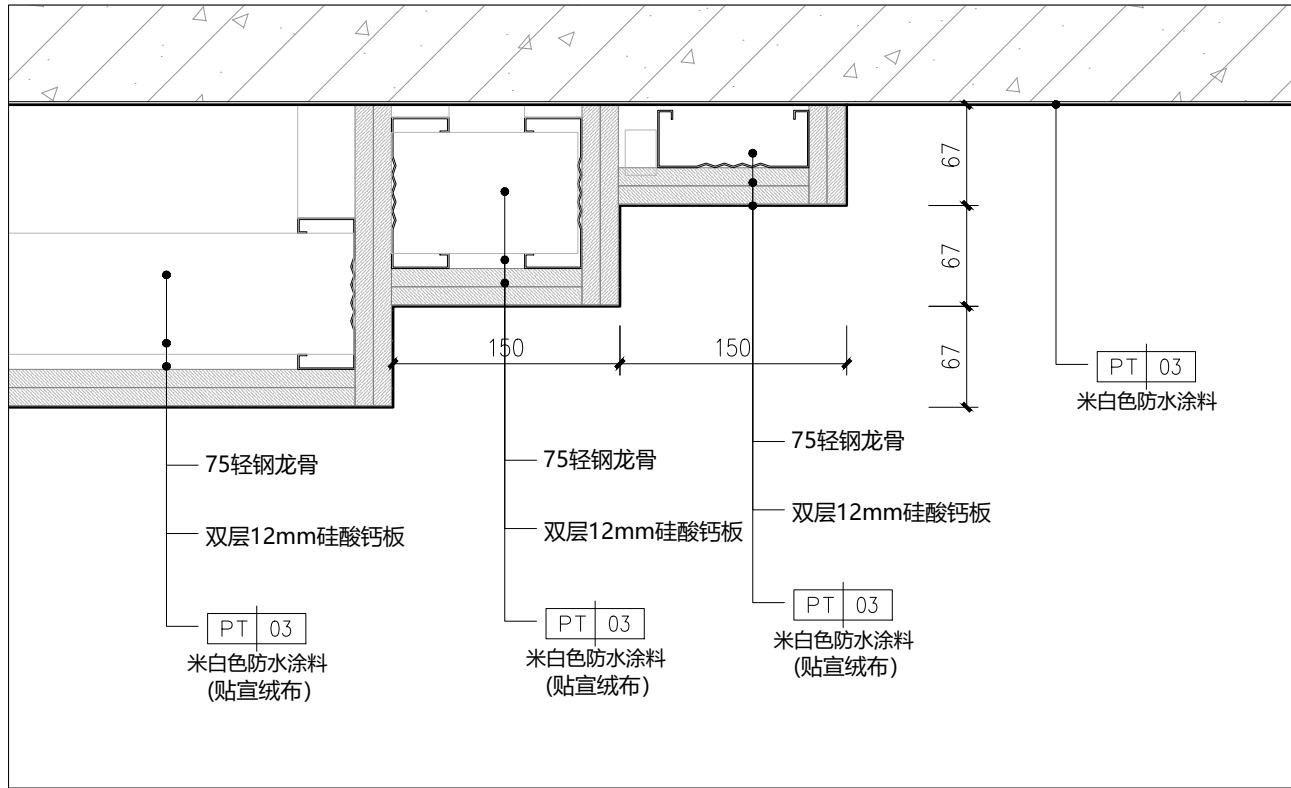 67
67
67
150
150
PT 03
米白色防水涂料
75轻钢龙骨
双层12mm硅酸钙板
PT 03
米白色防水涂料
(贴宣绒布)
75轻钢龙骨
双层12mm硅酸钙板
PT 03
米白色防水涂料
(贴宣绒布)
75轻钢龙骨
双层12mm硅酸钙板
PT 03
米白色防水涂料
(贴宣绒布)